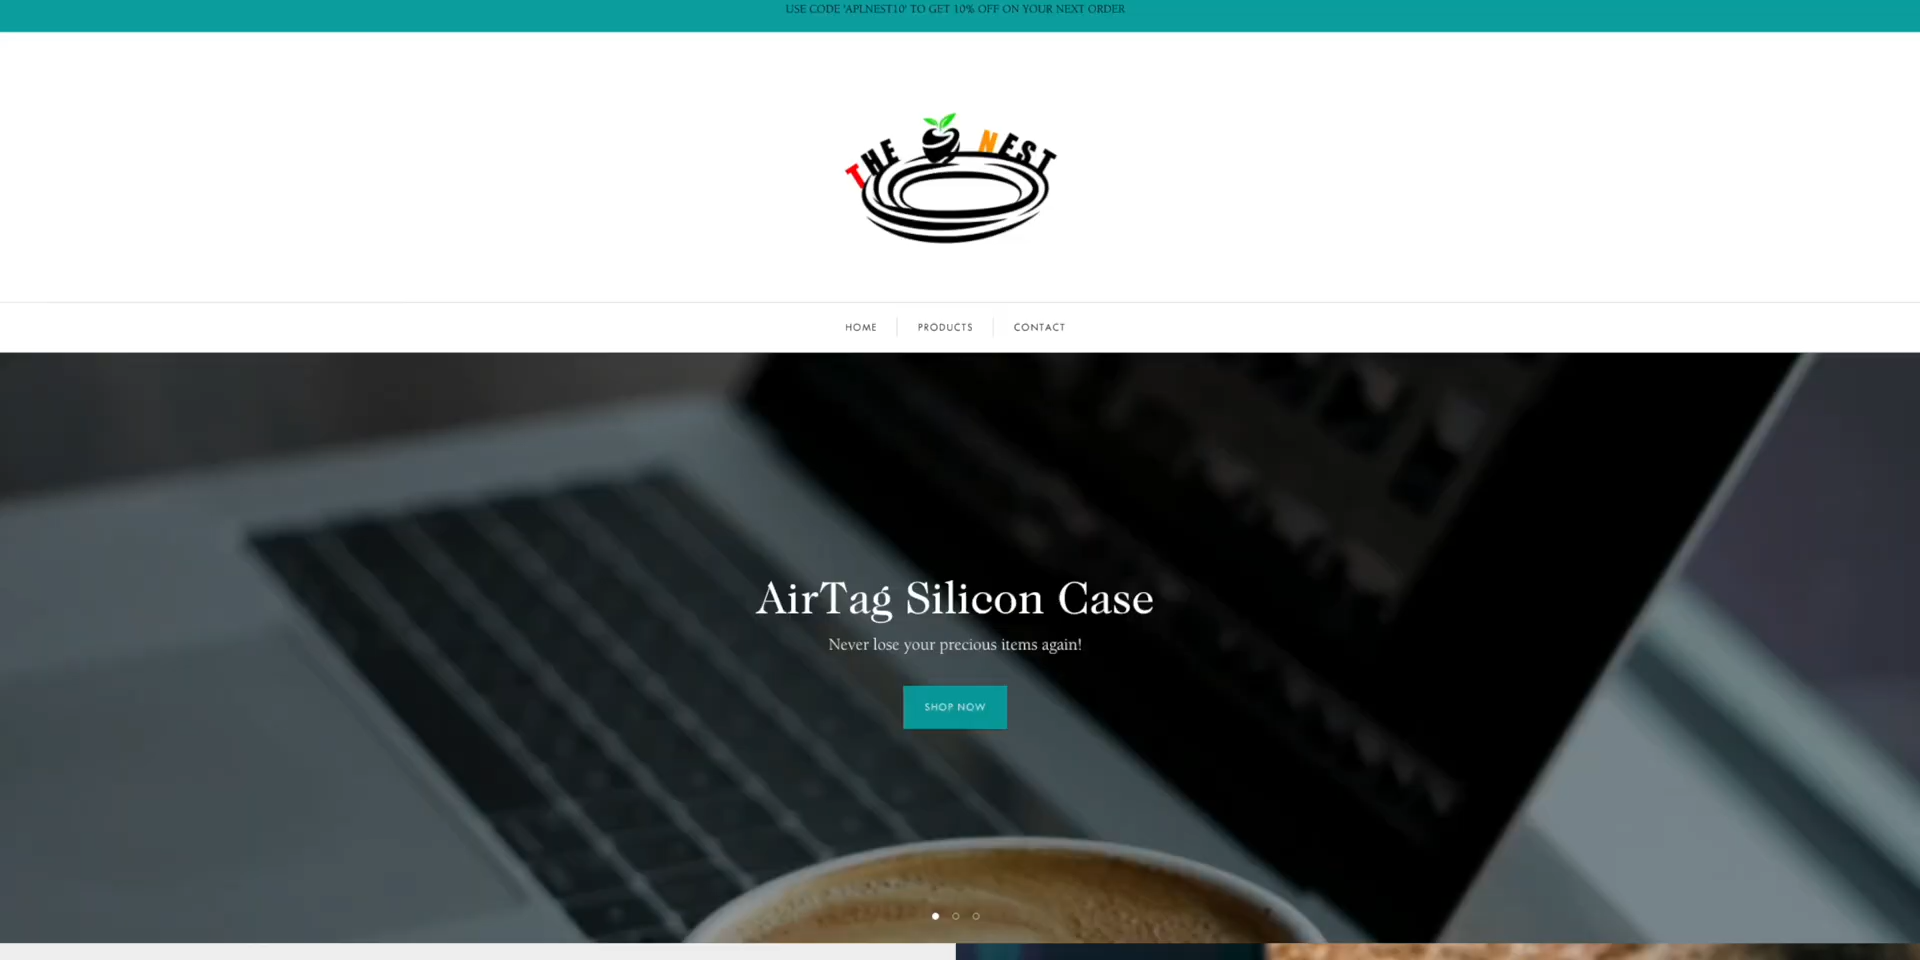 USE CODE 'APLNEST10' TO GET 10% OFF ON YOUR NEXT ORDER
THE NEST
HOME PRODUCTS CONTACT
AirTag Silicon Case
Never lose your precious items again!
SHOP NOW